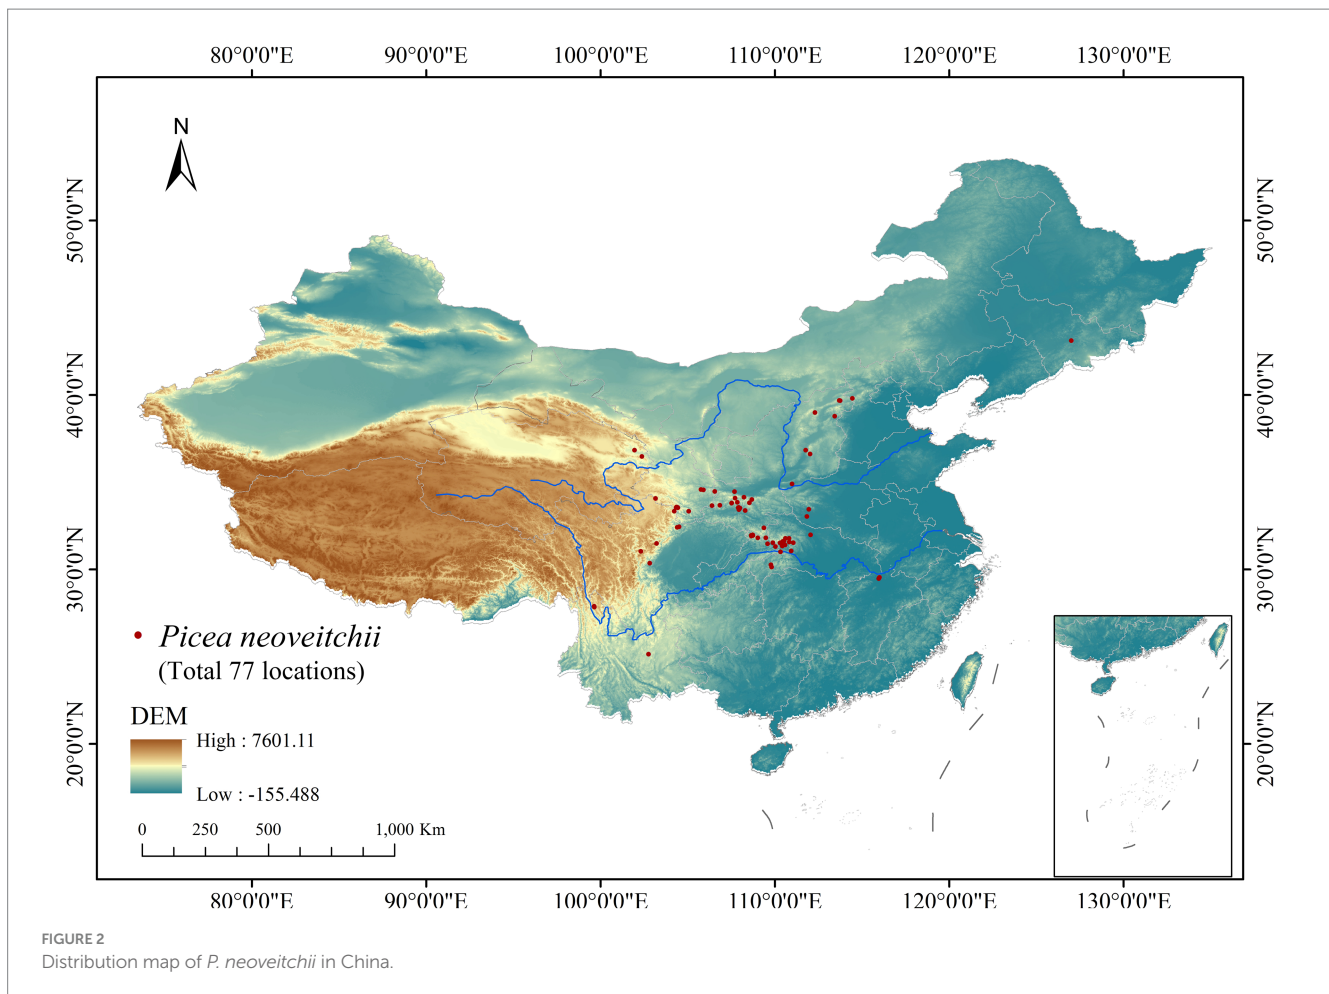 80°0'0"E 90°0'0"E 100°0'0"E 110°0'0"E 120°0'0"E 130°0'0"E
N
50°0'0"N
40°0'0"N
30°0'0"N
20°0'0"N
50°0'0"N
40°0'0"N
30°0'0"N
20°0'0"N
Picea neoveitchii
(Total 77 locations)
DEM
High : 7601.11
Low : -155.488
0 250 500 1,000 Km
80°0'0"E 90°0'0"E 100°0'0"E 110°0'0"E 120°0'0"E 130°0'0"E
FIGURE 2
Distribution map of P. neoveitchii in China.